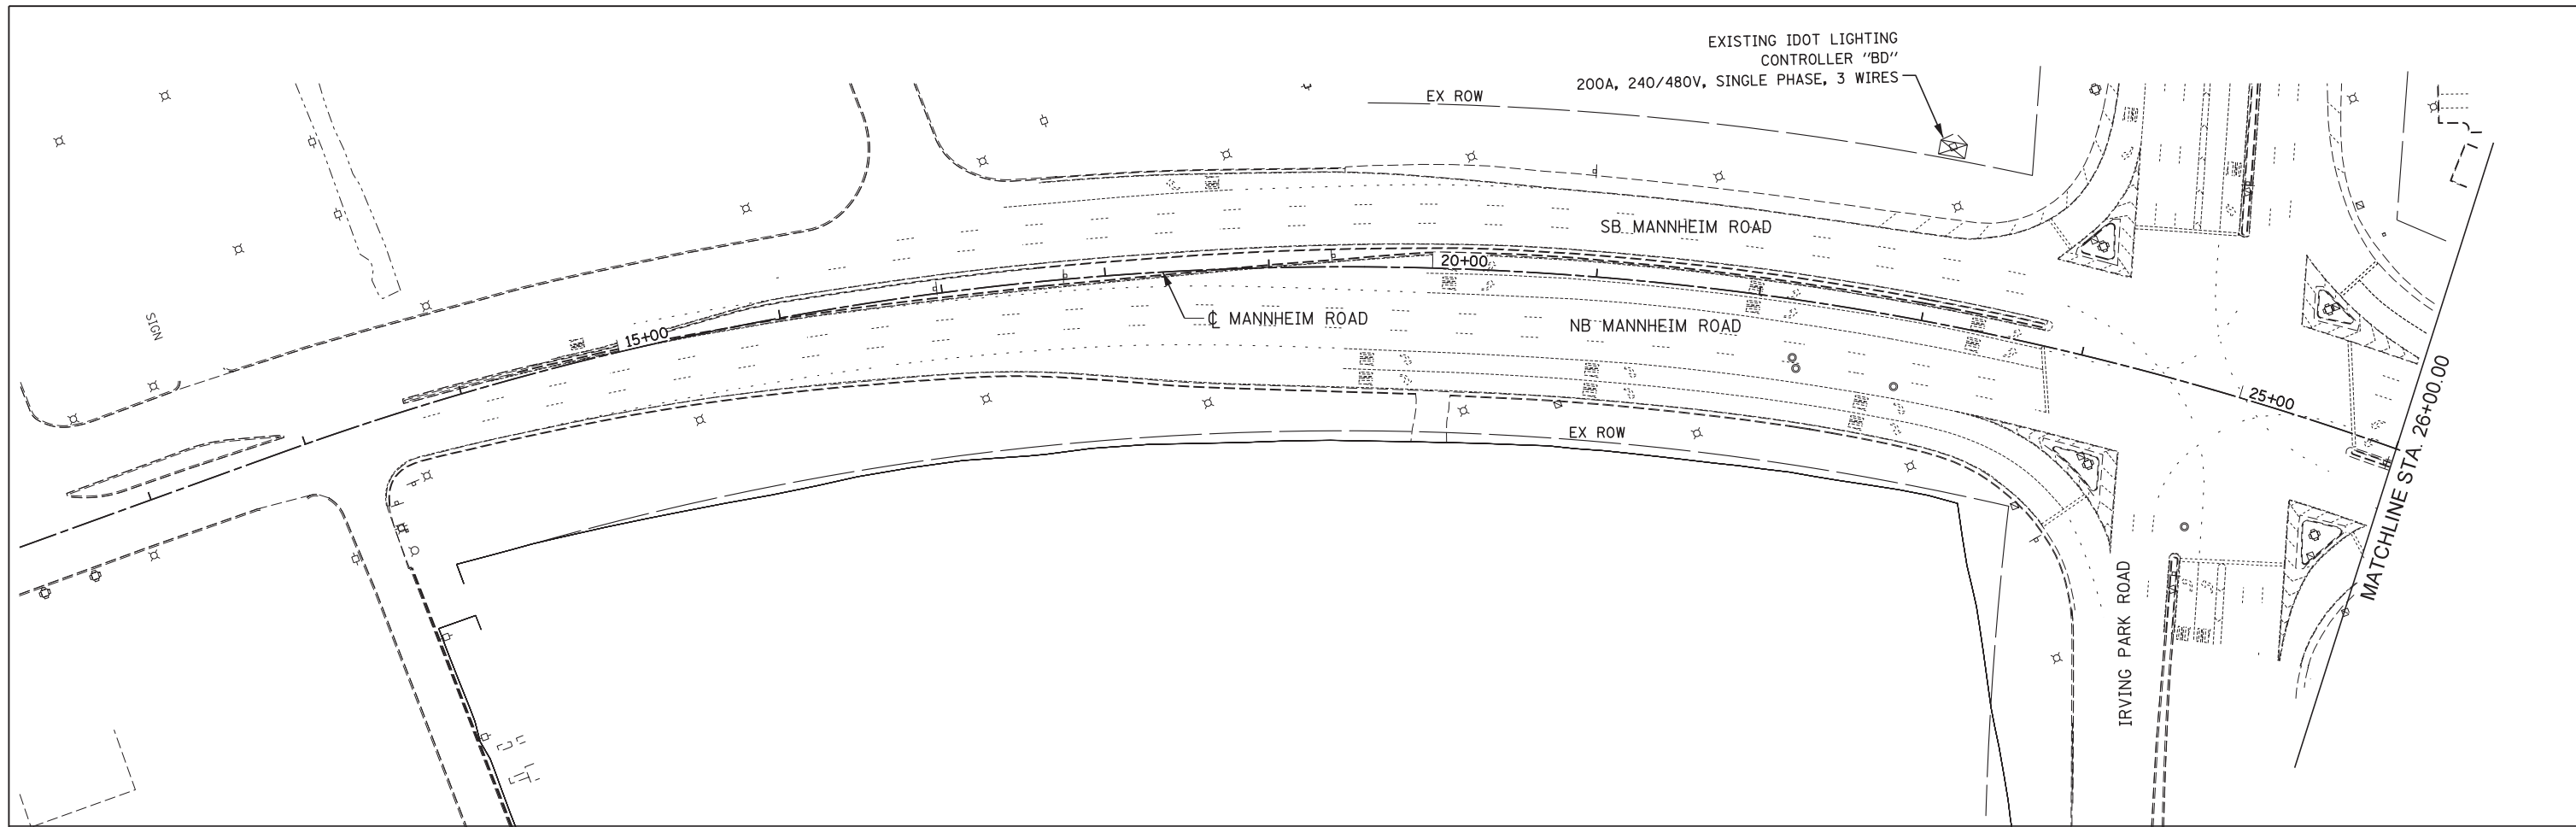 EXISTING IDOT LIGHTING
CONTROLLER "BD"
200A, 240/480V, SINGLE PHASE, 3 WIRES
EX ROW
SB MANNHEIM ROAD
20+00
℄ MANNHEIM ROAD
NB MANNHEIM ROAD
15+00
SIGN
25+00
EX ROW
MATCHLINE STA. 26+00.00
IRVING PARK ROAD